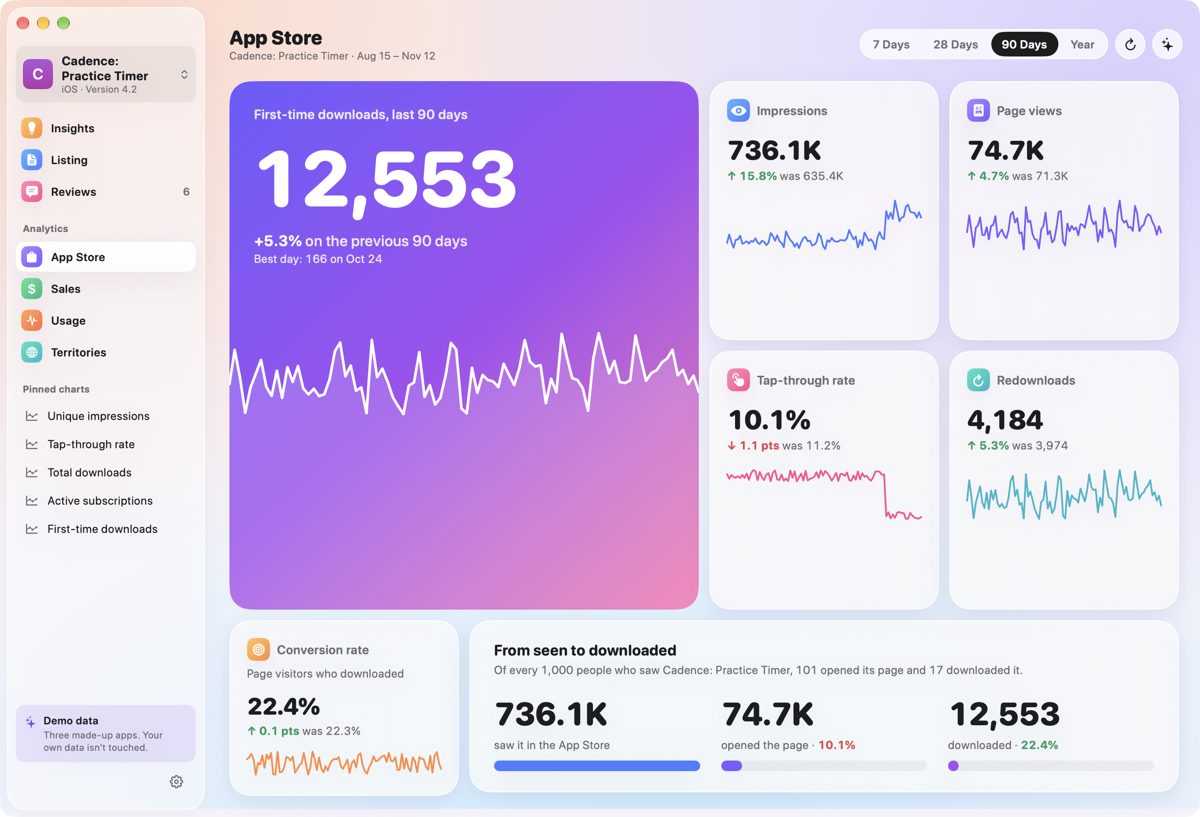 C
Cadence:
Practice Timer
iOS · Version 4.2
Insights
Listing
Reviews 6
Analytics
App Store
$ Sales
Usage
Territories
Pinned charts
Unique impressions
Tap-through rate
Total downloads
Active subscriptions
First-time downloads
Demo data
Three made-up apps. Your
own data isn't touched.
App Store
Cadence: Practice Timer · Aug 15 – Nov 12
7 Days 28 Days 90 Days Year
First-time downloads, last 90 days
12,553
+5.3% on the previous 90 days
Best day: 166 on Oct 24
Impressions
736.1K
↑ 15.8% was 635.4K
Page views
74.7K
↑ 4.7% was 71.3K
Tap-through rate
10.1%
↓ 1.1 pts was 11.2%
Redownloads
4,184
↑ 5.3% was 3,974
Conversion rate
Page visitors who downloaded
22.4%
↑ 0.1 pts was 22.3%
From seen to downloaded
Of every 1,000 people who saw Cadence: Practice Timer, 101 opened its page and 17 downloaded it.
736.1K
saw it in the App Store
74.7K
opened the page · 10.1%
12,553
downloaded · 22.4%